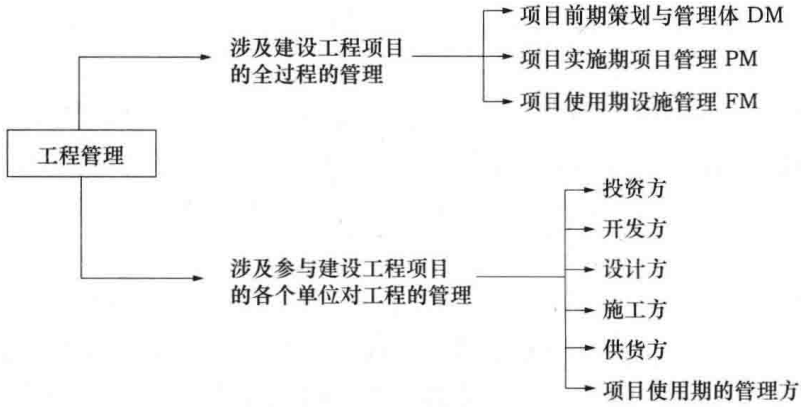 工程管理
涉及建设工程项目
的全过程的管理
项目前期策划与管理体 DM
项目实施期项目管理 PM
项目使用期设施管理 FM
涉及参与建设工程项目
的各个单位对工程的管理
投资方
开发方
设计方
施工方
供货方
项目使用期的管理方